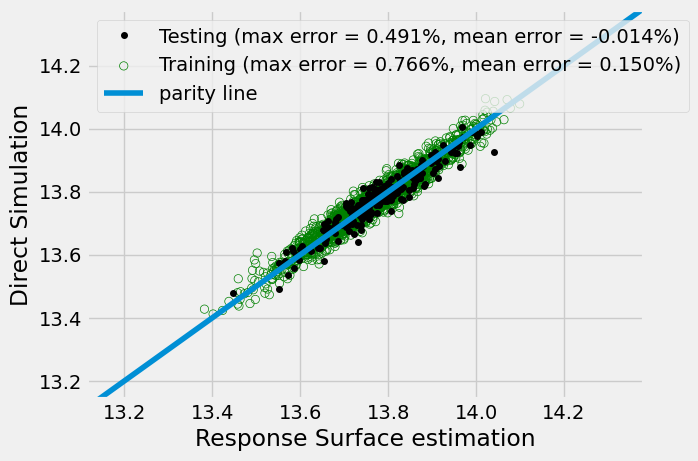 Testing (max error = 0.491%, mean error = -0.014%)
Training (max error = 0.766%, mean error = 0.150%)
parity line
Direct Simulation
14.2
14.0
13.8
13.6
13.4
13.2
13.2 13.4 13.6 13.8 14.0 14.2
Response Surface estimation